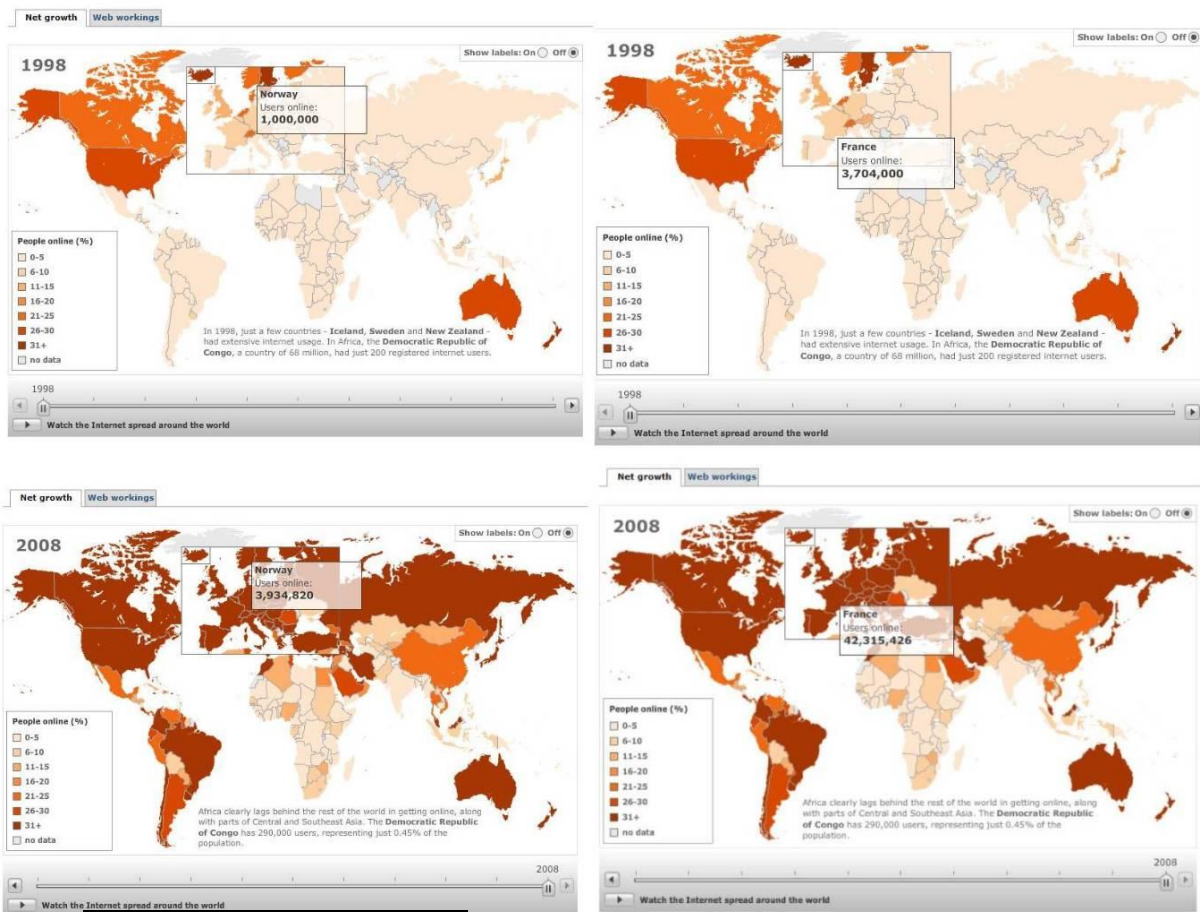 Net growth
Web workings
Show labels: On Off
1998
Norway
Users online:
1,000,000
People online (%)
0-5
6-10
11-15
16-20
21-25
26-30
31+
no data
In 1998, just a few countries - Iceland, Sweden and New Zealand -
had extensive internet usage. In Africa, the Democratic Republic of
Congo, a country of 68 million, had just 200 registered internet users.
1998
Watch the Internet spread around the world
Show labels: On Off
1998
France
Users online:
3,704,000
People online (%)
0-5
6-10
11-15
16-20
21-25
26-30
31+
no data
In 1998, just a few countries - Iceland, Sweden and New Zealand -
had extensive internet usage. In Africa, the Democratic Republic of
Congo, a country of 68 million, had just 200 registered internet users.
1998
Watch the Internet spread around the world
Net growth
Web workings
Show labels: On Off
2008
Norway
Users online:
3,934,820
People online (%)
0-5
6-10
11-15
16-20
21-25
26-30
31+
no data
Africa clearly lags behind the rest of the world in getting online, along
with parts of Central and Southeast Asia. The Democratic Republic
of Congo has 290,000 users, representing just 0.45% of the
population.
2008
Watch the Internet spread around the world
Net growth
Web workings
Show labels: On Off
2008
France
Users online:
42,315,426
People online (%)
0-5
6-10
11-15
16-20
21-25
26-30
31+
no data
Africa clearly lags behind the rest of the world in getting online, along
with parts of Central and Southeast Asia. The Democratic Republic
of Congo has 290,000 users, representing just 0.45% of the
population.
2008
Watch the Internet spread around the world